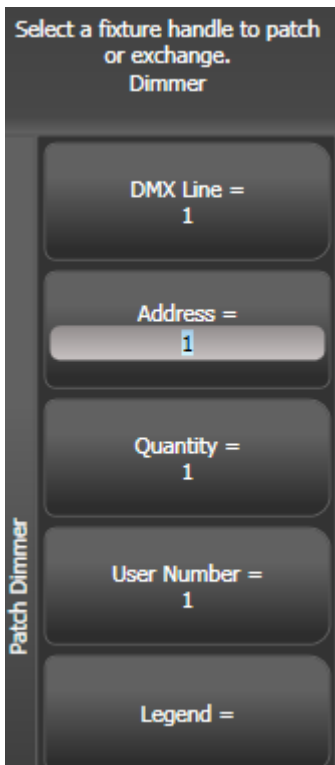 Select a fixture handle to patch
or exchange.
Dimmer
DMX Line =
1
Address =
1
Quantity =
1
User Number =
1
Legend =
Patch Dimmer